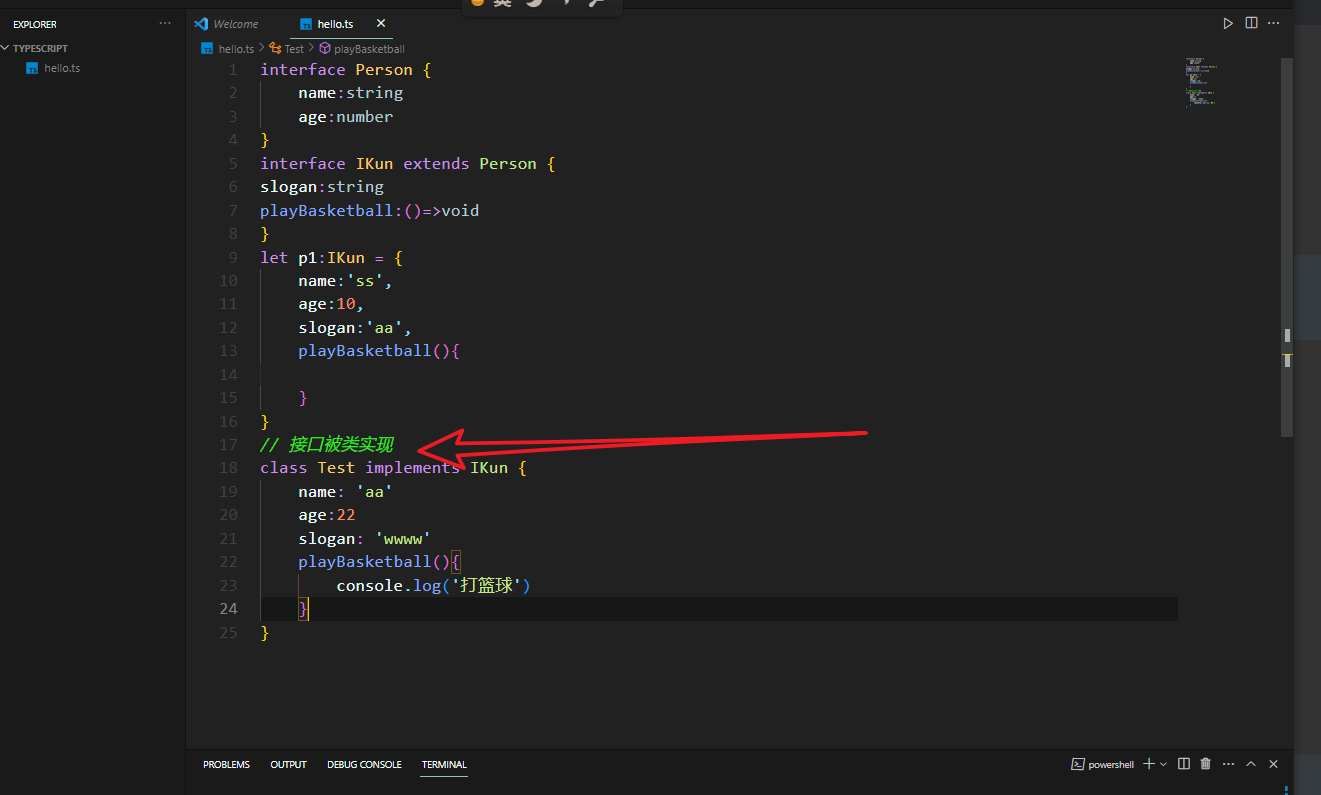 EXPLORER
TYPESCRIPT
hello.ts
Welcome
hello.ts
hello.ts > Test > playBasketball
1 interface Person {
2 name:string
3 age:number
4 }
5 interface IKun extends Person {
6 slogan:string
7 playBasketball:()=>void
8 }
9 let p1:IKun = {
10 name:'ss',
11 age:10,
12 slogan:'aa',
13 playBasketball(){
14
15 }
16 }
17 // 接口被类实现
18 class Test implements IKun {
19 name: 'aa'
20 age:22
21 slogan: 'wwww'
22 playBasketball(){
23 console.log('打篮球')
24 }
25 }
PROBLEMS OUTPUT DEBUG CONSOLE TERMINAL
powershell